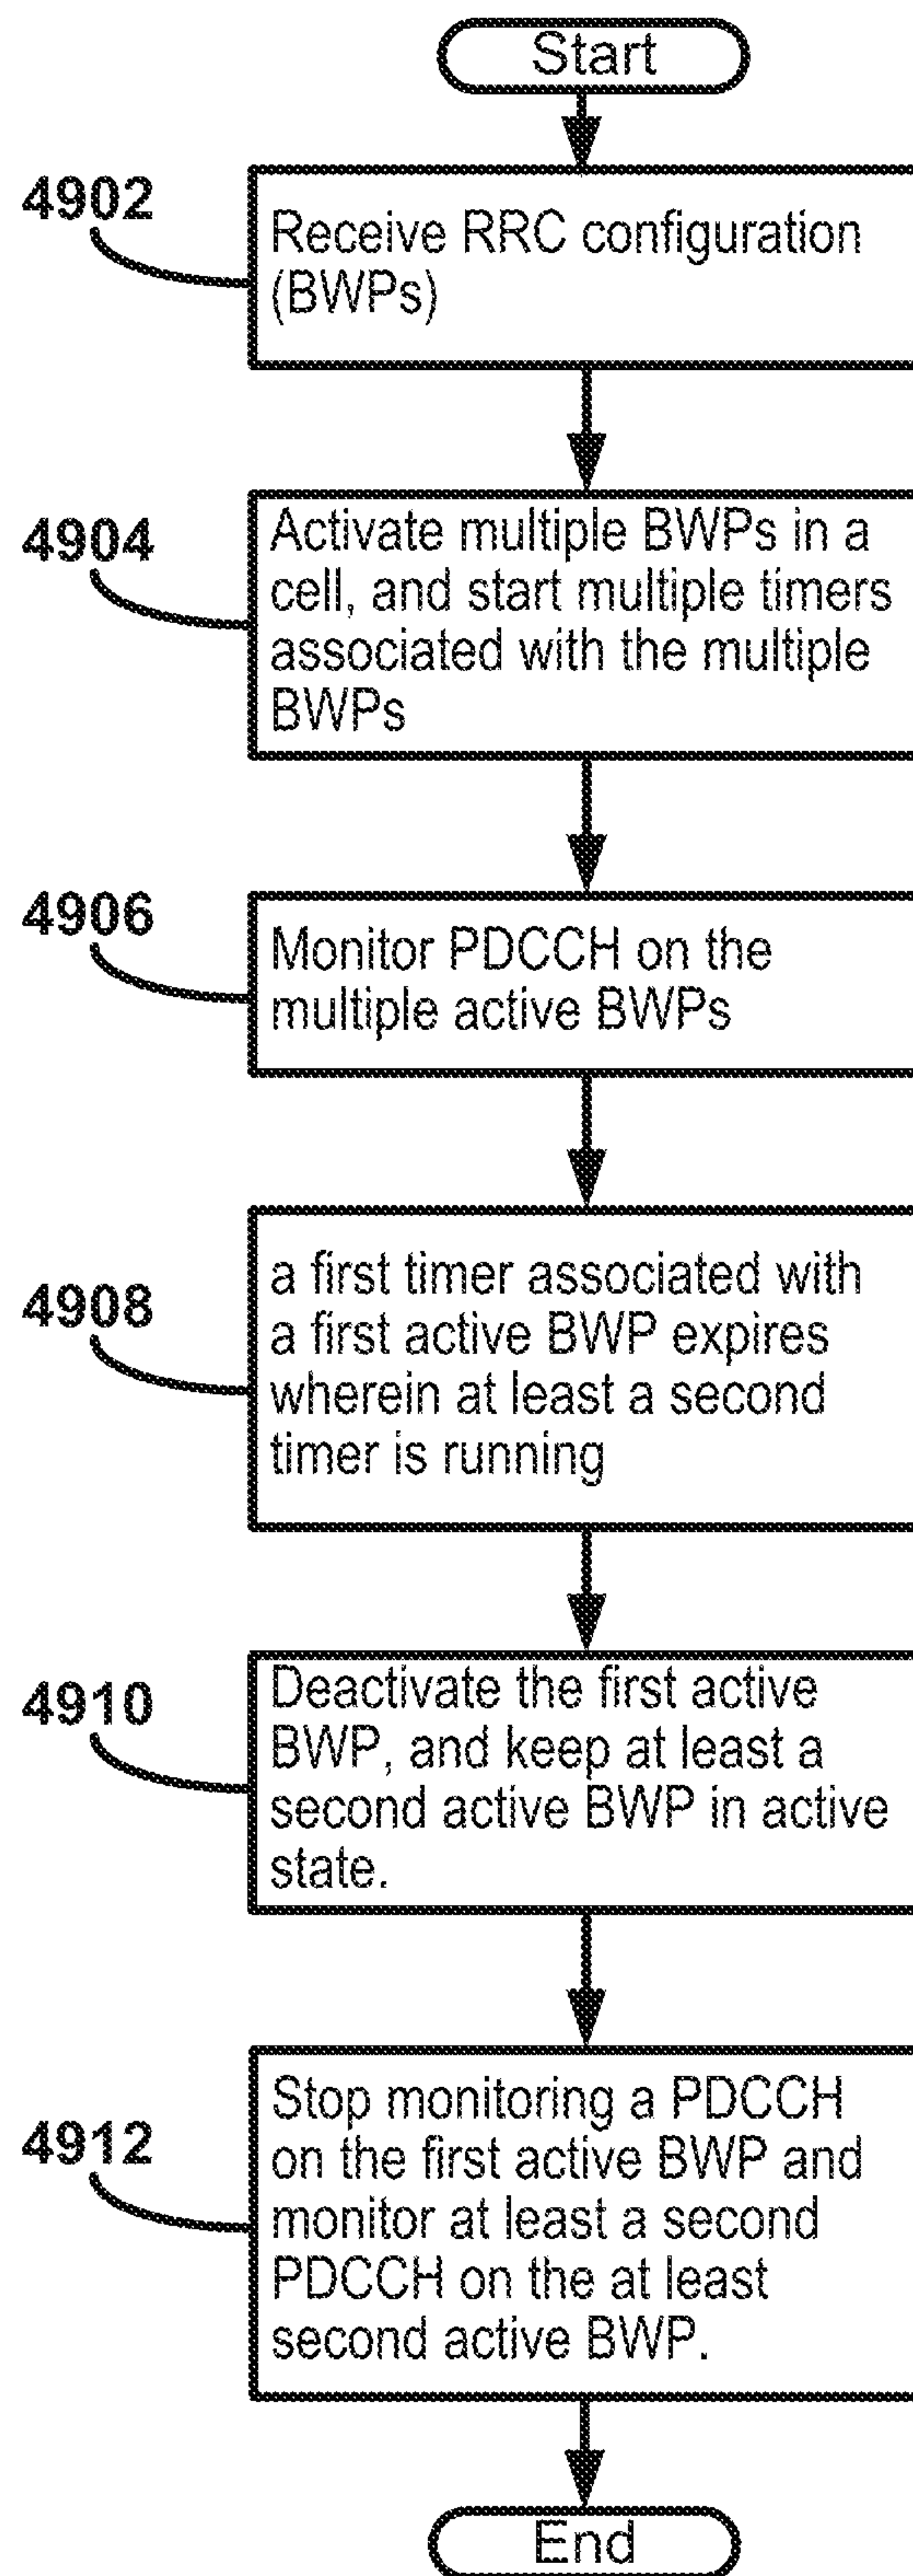 Start
4902
Receive RRC configuration
(BWPs)
4904
Activate multiple BWPs in a
cell, and start multiple timers
associated with the multiple
BWPs
4906
Monitor PDCCH on the
multiple active BWPs
4908
a first timer associated with
a first active BWP expires
wherein at least a second
timer is running
4910
Deactivate the first active
BWP, and keep at least a
second active BWP in active
state.
4912
Stop monitoring a PDCCH
on the first active BWP and
monitor at least a second
PDCCH on the at least
second active BWP.
End